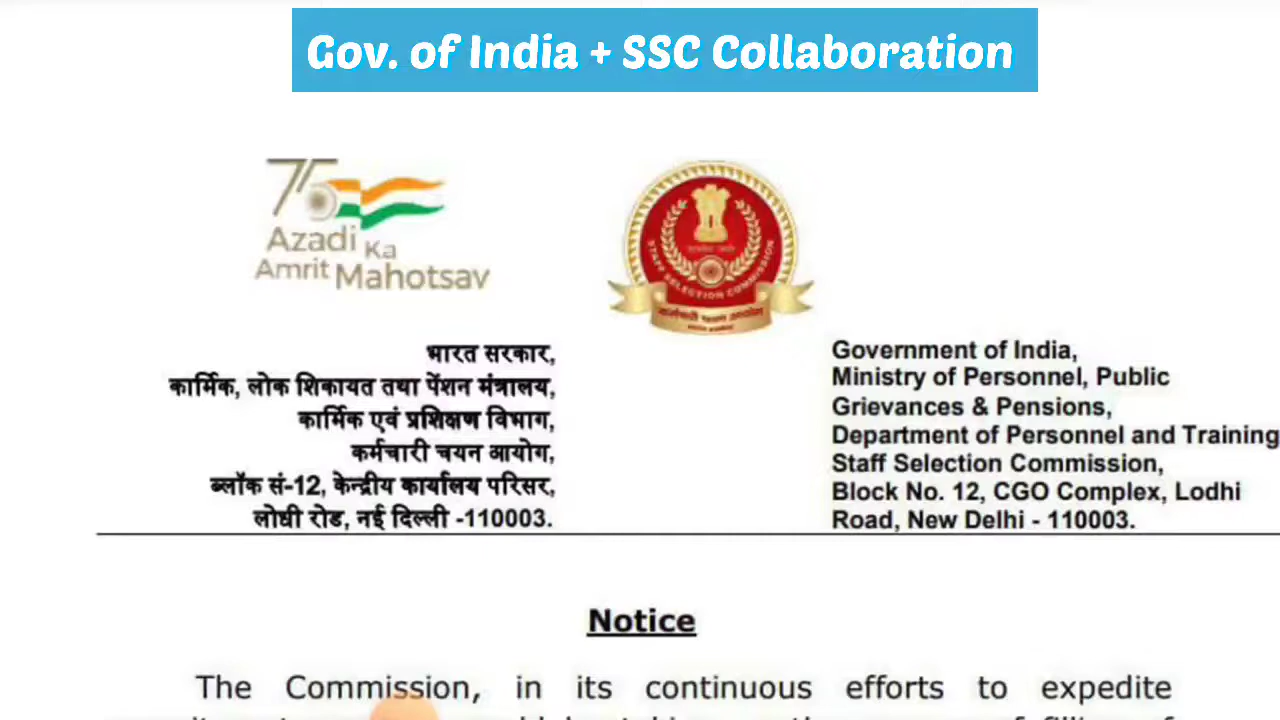 Gov. of India + SSC Collaboration
75
Azadi Ka
Amrit Mahotsav
STAFF SELECTION COMMISSION
भारत सरकार,
कार्मिक, लोक शिकायत तथा पेंशन मंत्रालय,
कार्मिक एवं प्रशिक्षण विभाग,
कर्मचारी चयन आयोग,
ब्लॉक सं-12, केन्द्रीय कार्यालय परिसर,
लोधी रोड, नई दिल्ली -110003.
Government of India,
Ministry of Personnel, Public
Grievances & Pensions,
Department of Personnel and Training
Staff Selection Commission,
Block No. 12, CGO Complex, Lodhi
Road, New Delhi - 110003.
Notice
The Commission, in its continuous efforts to expedite